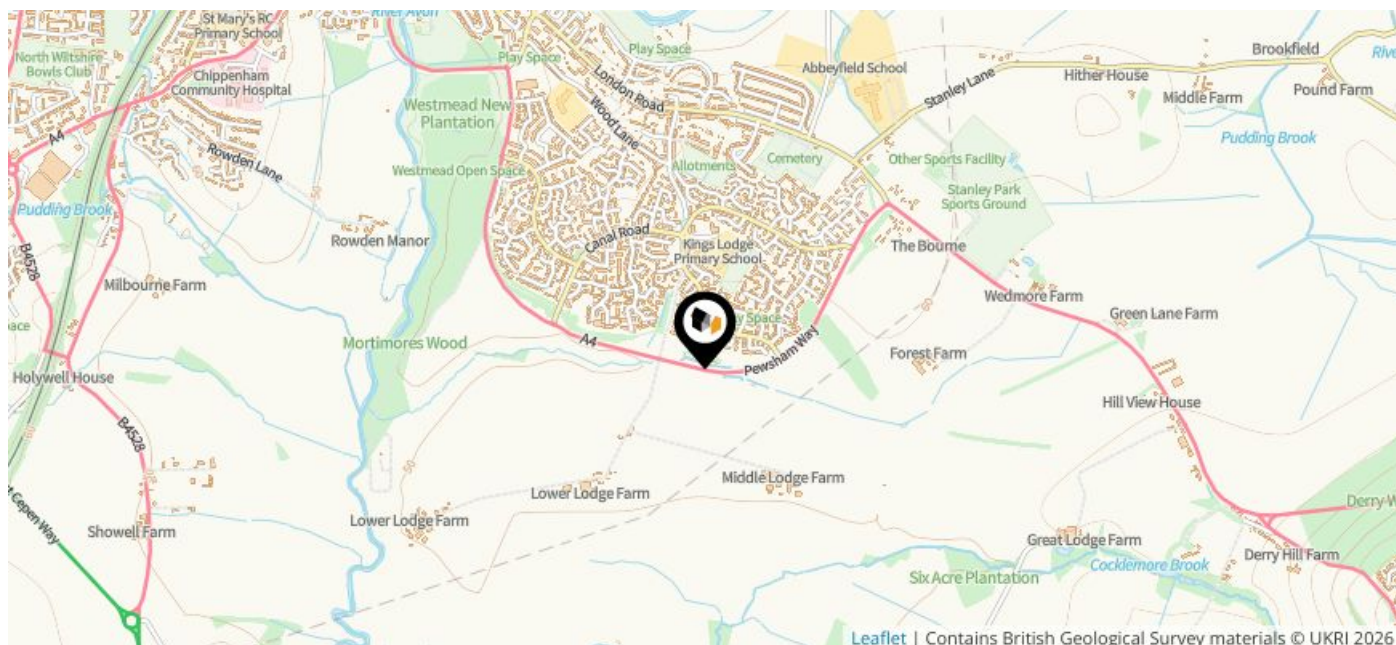 River Avon
St Mary's RC
Primary School
North Wiltshire
Bowls Club
Chippenham
Community Hospital
A4
Rowden Lane
Pudding Brook
B4528
Rowden Manor
Milbourne Farm
Holywell House
B4528
Showell Farm
Cepen Way
Play Space
Play Space
London Road
Wood Lane
Westmead New
Plantation
Westmead Open Space
Allotments
Cemetery
Canal Road
Kings Lodge
Primary School
Space
Mortimores Wood
A4
Pewsham Way
Abbeyfield School
Stanley Lane
Hither House
Brookfield
Middle Farm
Pound Farm
Pudding Brook
Other Sports Facility
Stanley Park
Sports Ground
The Bourne
Wedmore Farm
Green Lane Farm
Forest Farm
Hill View House
50
50
60
Lower Lodge Farm
Lower Lodge Farm
Middle Lodge Farm
Great Lodge Farm
Derry Hill Farm
Six Acre Plantation
Cocklemore Brook
Leaflet | Contains British Geological Survey materials © UKRI 2026